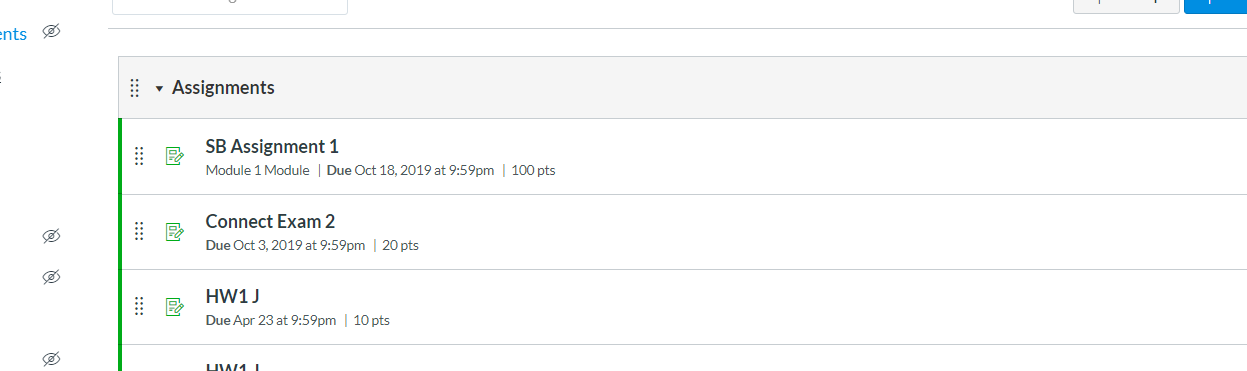 ents
Assignments
SB Assignment 1
Module 1 Module | Due Oct 18, 2019 at 9:59pm | 100 pts
Connect Exam 2
Due Oct 3, 2019 at 9:59pm | 20 pts
HW1 J
Due Apr 23 at 9:59pm | 10 pts
HW1 J